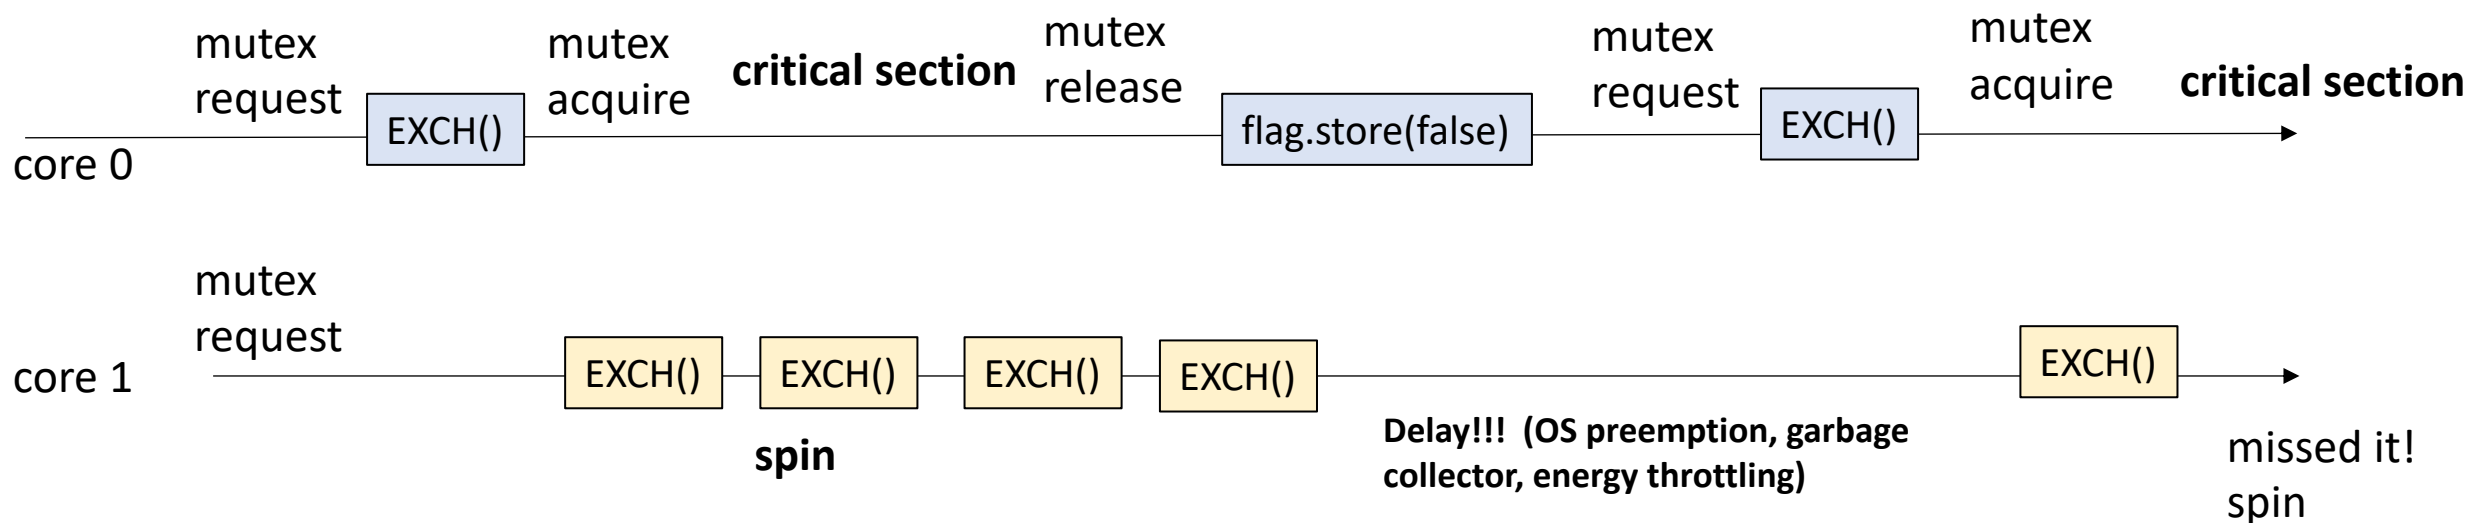 mutex
request
EXCH()
mutex
acquire
critical section
mutex
release
flag.store(false)
mutex
request
EXCH()
mutex
acquire
critical section
core 0
mutex
request
core 1
EXCH()
EXCH()
EXCH()
EXCH()
EXCH()
spin
Delay!!! (OS preemption, garbage
collector, energy throttling)
missed it!
spin